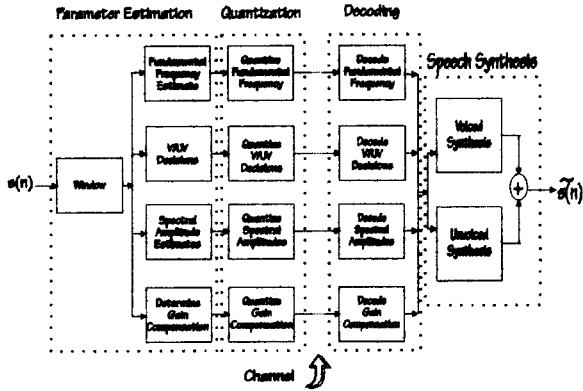 Parameter Estimation
Quantization
Decoding
Speech Synthesis
Fundamental
Frequency
Estimate
Quantize
Fundamental
Frequency
Decode
Fundamental
Frequency
V/UV
Decisions
Quantize
V/UV
Decisions
Decode
V/UV
Decisions
Voiced
Synthesis
s(n)
Window
+
s̃(n)
Spectral
Amplitude
Estimates
Quantize
Spectral
Amplitudes
Decode
Spectral
Amplitudes
Unvoiced
Synthesis
Determine
Gain
Compensation
Quantize
Gain
Compensation
Decode
Gain
Compensation
Channel